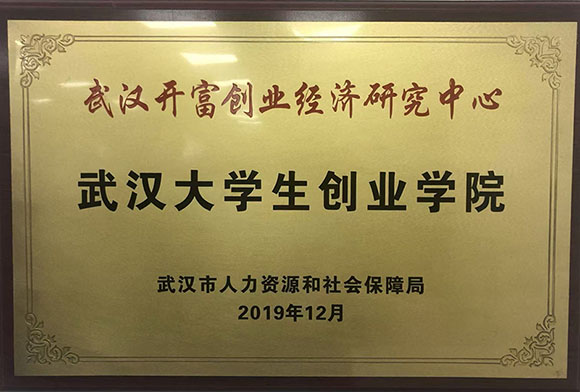 武汉开富创业经济研究中心
武汉大学生创业学院
武汉市人力资源和社会保障局
2019年12月